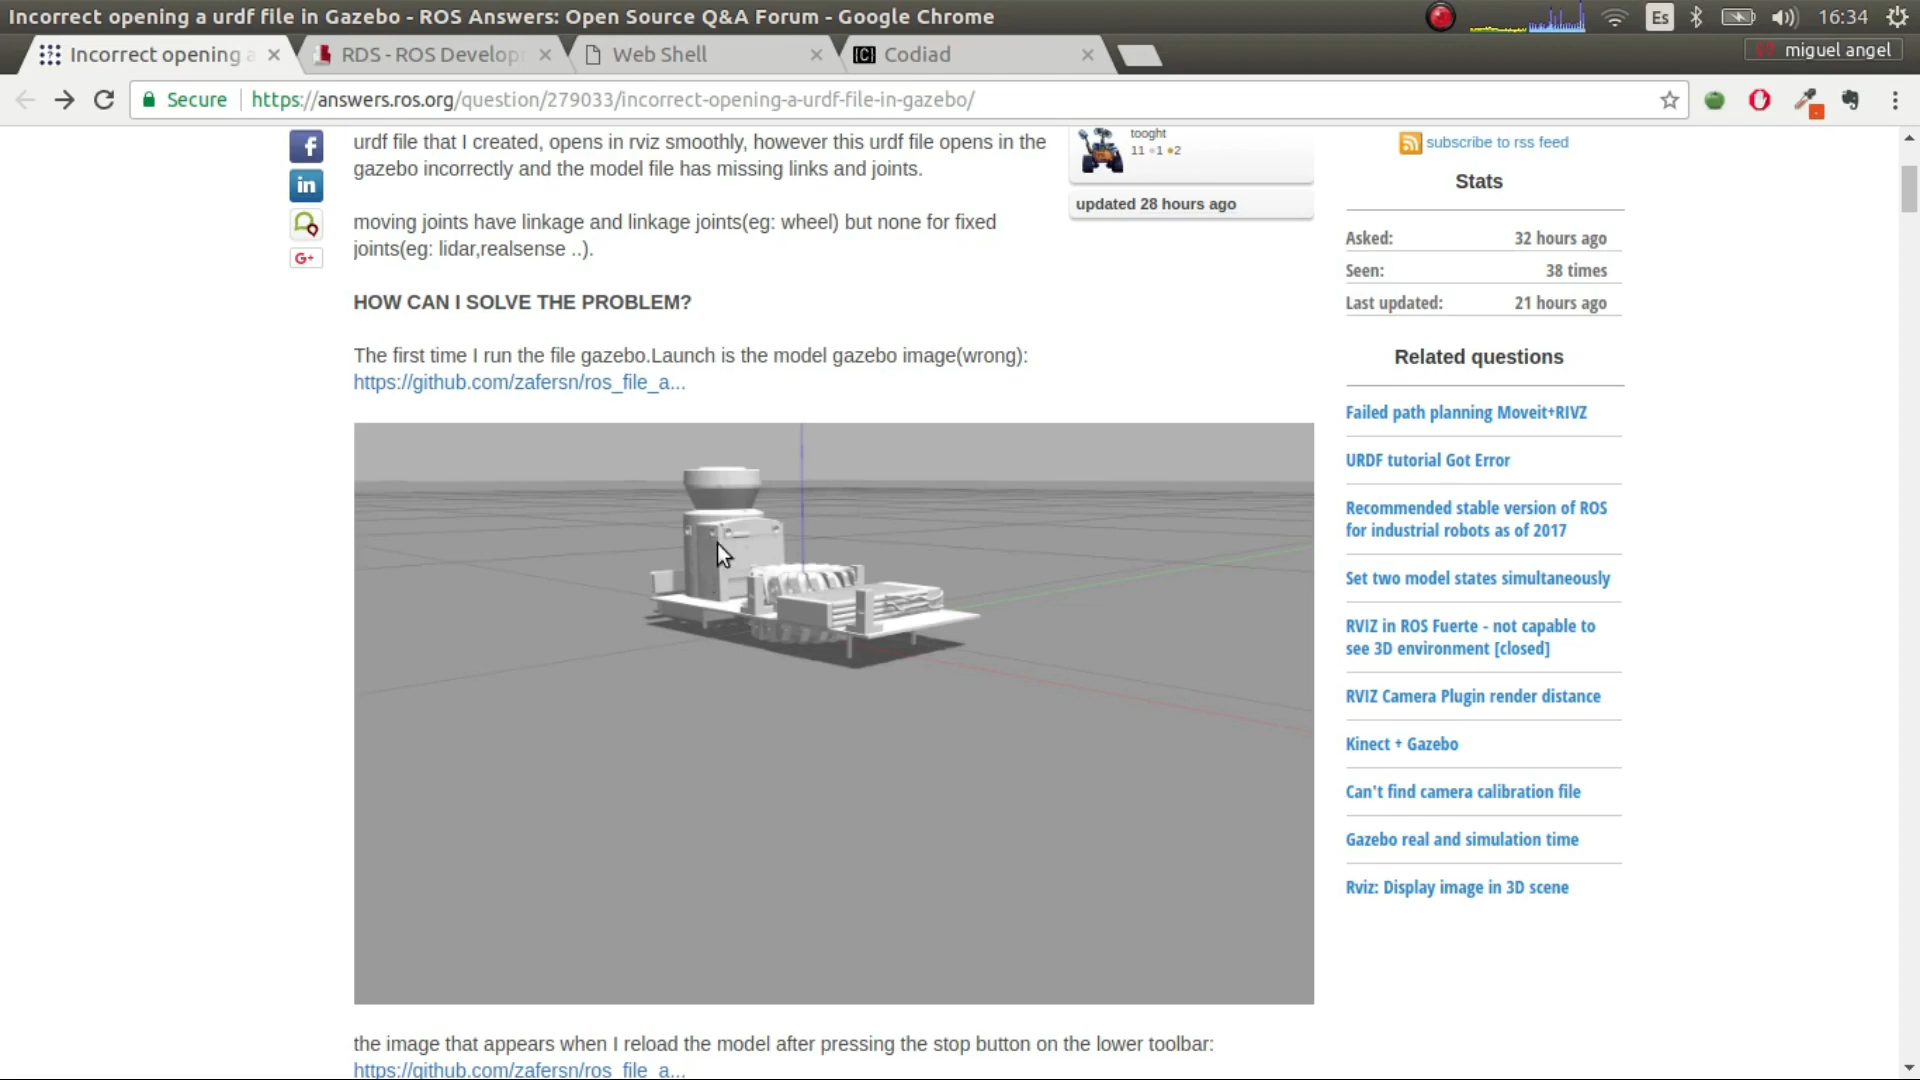 Incorrect opening a urdf file in Gazebo - ROS Answers: Open Source Q&A Forum - Google Chrome
Es
16:34
Incorrect opening a
RDS - ROS Develop
Web Shell
[C]
Codiad
miguel angel
Secure
https://answers.ros.org/question/279033/incorrect-opening-a-urdf-file-in-gazebo/
f
in
G+
urdf file that I created, opens in rviz smoothly, however this urdf file opens in the
gazebo incorrectly and the model file has missing links and joints.
moving joints have linkage and linkage joints(eg: wheel) but none for fixed
joints(eg: lidar,realsense ..).
HOW CAN I SOLVE THE PROBLEM?
The first time I run the file gazebo.Launch is the model gazebo image(wrong):
https://github.com/zafersn/ros_file_a...
the image that appears when I reload the model after pressing the stop button on the lower toolbar:
https://github.com/zafersn/ros_file_a...
tooght
11 ●1 ●2
updated 28 hours ago
subscribe to rss feed
Stats
Asked: 32 hours ago
Seen: 38 times
Last updated: 21 hours ago
Related questions
Failed path planning Moveit+RIVZ
URDF tutorial Got Error
Recommended stable version of ROS
for industrial robots as of 2017
Set two model states simultaneously
RVIZ in ROS Fuerte - not capable to
see 3D environment [closed]
RVIZ Camera Plugin render distance
Kinect + Gazebo
Can't find camera calibration file
Gazebo real and simulation time
Rviz: Display image in 3D scene